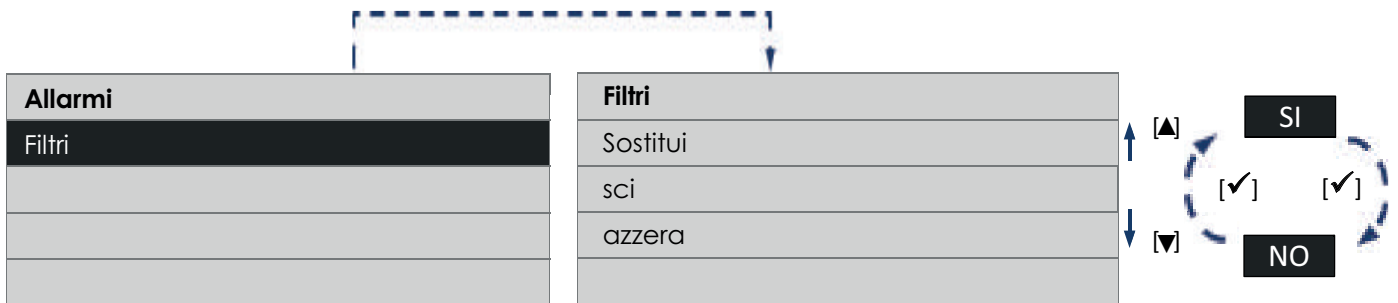 Allarmi
Filtri
Filtri
Sostitui
sci
azzera
[▲]
[▼]
SI
[✔] [✔]
NO